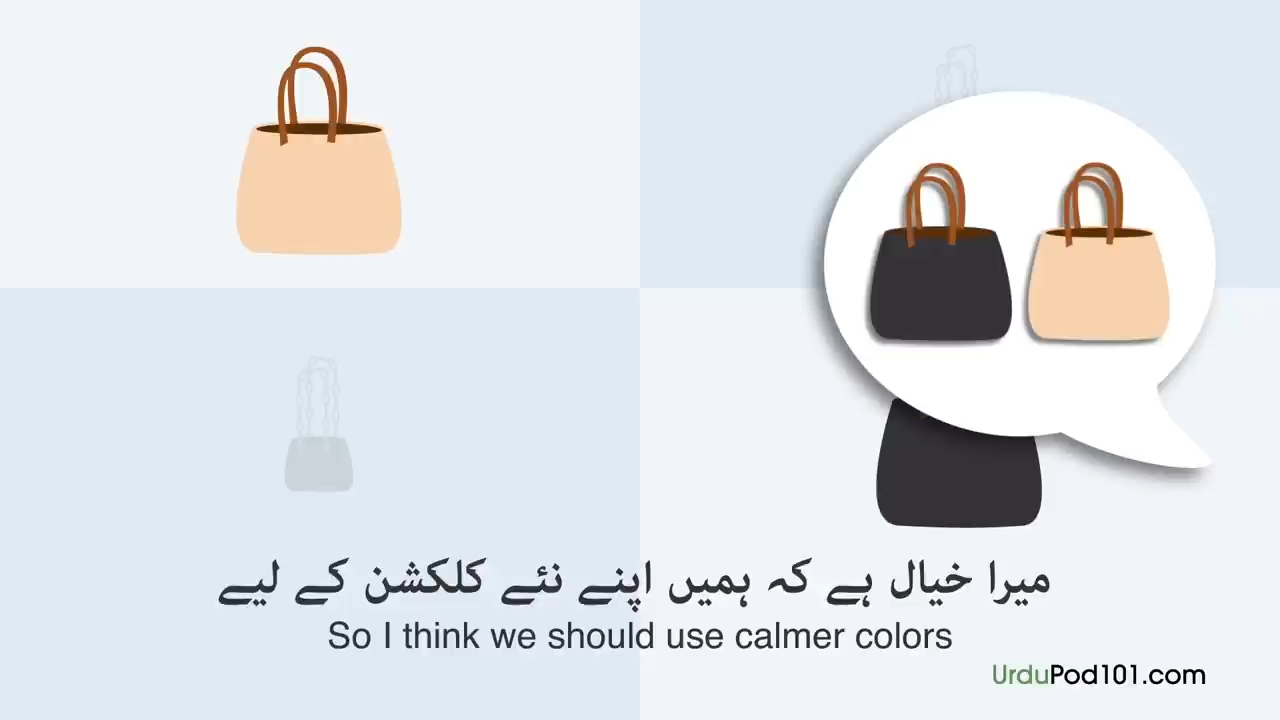 میرا خیال ہے کہ ہمیں اپنے نئے کلکشن کے لیے
So I think we should use calmer colors
UrduPod101.com